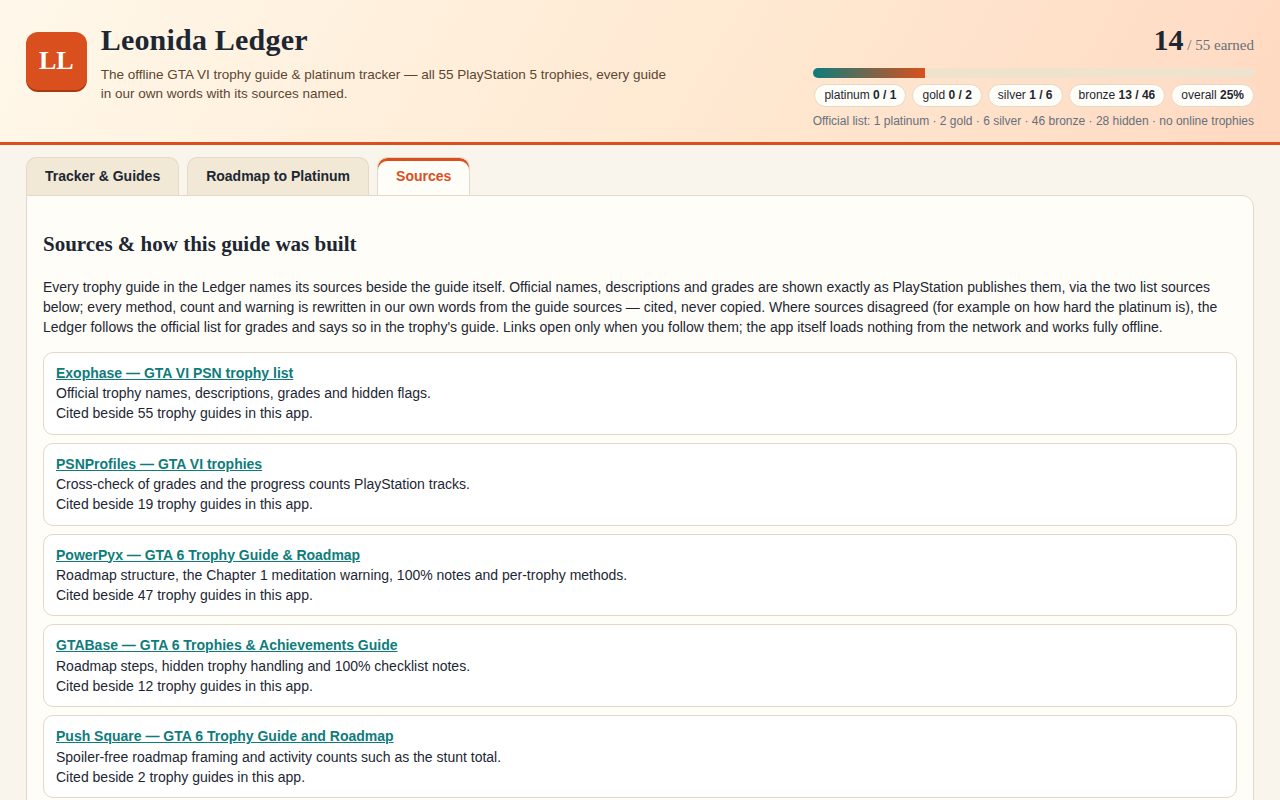 LL
Leonida Ledger
The offline GTA VI trophy guide & platinum tracker — all 55 PlayStation 5 trophies, every guide
in our own words with its sources named.
14 / 55 earned
platinum 0 / 1
gold 0 / 2
silver 1 / 6
bronze 13 / 46
overall 25%
Official list: 1 platinum · 2 gold · 6 silver · 46 bronze · 28 hidden · no online trophies
Tracker & Guides
Roadmap to Platinum
Sources
Sources & how this guide was built
Every trophy guide in the Ledger names its sources beside the guide itself. Official names, descriptions and grades are shown exactly as PlayStation publishes them, via the two list sources
below; every method, count and warning is rewritten in our own words from the guide sources — cited, never copied. Where sources disagreed (for example on how hard the platinum is), the
Ledger follows the official list for grades and says so in the trophy's guide. Links open only when you follow them; the app itself loads nothing from the network and works fully offline.
Exophase — GTA VI PSN trophy list
Official trophy names, descriptions, grades and hidden flags.
Cited beside 55 trophy guides in this app.
PSNProfiles — GTA VI trophies
Cross-check of grades and the progress counts PlayStation tracks.
Cited beside 19 trophy guides in this app.
PowerPyx — GTA 6 Trophy Guide & Roadmap
Roadmap structure, the Chapter 1 meditation warning, 100% notes and per-trophy methods.
Cited beside 47 trophy guides in this app.
GTABase — GTA 6 Trophies & Achievements Guide
Roadmap steps, hidden trophy handling and 100% checklist notes.
Cited beside 12 trophy guides in this app.
Push Square — GTA 6 Trophy Guide and Roadmap
Spoiler-free roadmap framing and activity counts such as the stunt total.
Cited beside 2 trophy guides in this app.